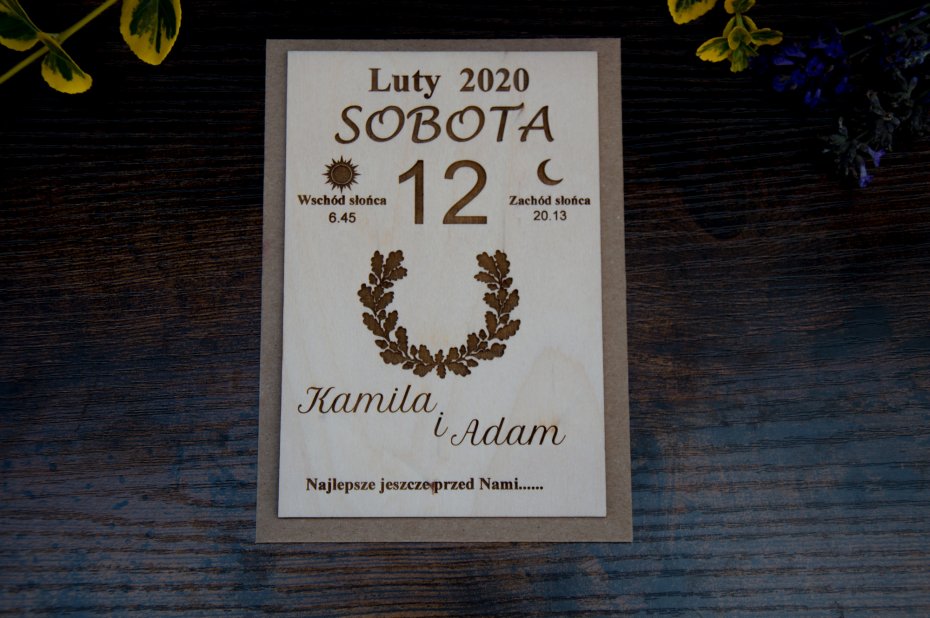 Luty 2020
SOBOTA
12
Wschód słońca
6.45
Zachód słońca
20.13
Kamila
i
Adam
Najlepsze jeszcze przed Nami......